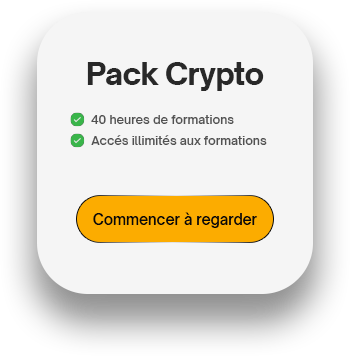 Pack Crypto
40 heures de formations
Accés illimités aux formations
Commencer à regarder